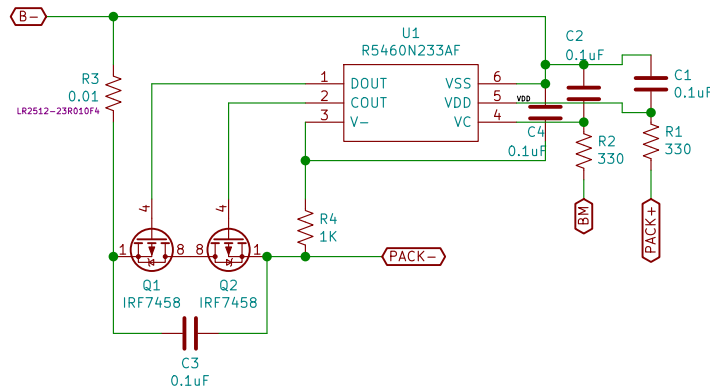 B-
U1
R5460N233AF
C2
0.1uF
C1
0.1uF
R3
0.01
LR2512-23R010F4
1 DOUT VSS 6
2 COUT VDD 5
3 V- VC 4
VDD
C4
0.1uF
R2
330
R1
330
4
4
R4
1K
BM
PACK+
1 8 8 1
PACK-
Q1
IRF7458
Q2
IRF7458
C3
0.1uF